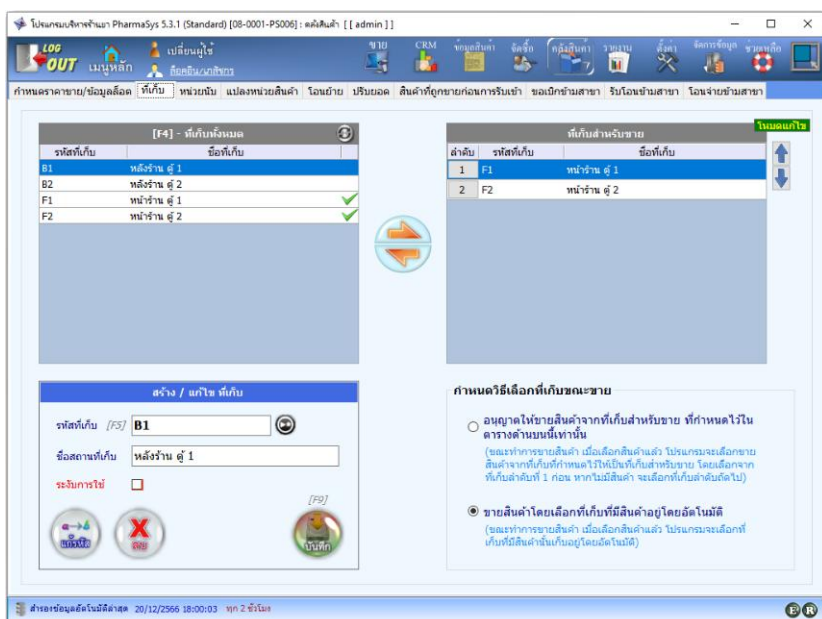 โปรแกรมบริหารร้านยา PharmaSys 5.3.1 (Standard) [08-0001-PS006] : คลังสินค้า [ [ admin ] ]
LOG OUT
เมนูหลัก
เปลี่ยนผู้ใช้
ล็อคอิน/เภสัชกร
ขาย CRM ข้อมูลสินค้า จัดซื้อ คลังสินค้า รายงาน ตั้งค่า จัดการข้อมูล ช่วยเหลือ
กำหนดราคาขาย/ข้อมูลล็อต ที่เก็บ หน่วยนับ แปลงหน่วยสินค้า โอนย้าย ปรับยอด สินค้าที่ถูกขายก่อนการรับเข้า ขอเบิกข้ามสาขา รับโอนข้ามสาขา โอนจ่ายข้ามสาขา
โหมดแก้ไข
[F4] - ที่เก็บทั้งหมด
รหัสที่เก็บ ชื่อที่เก็บ
B1 หลังร้าน ตู้ 1
B2 หลังร้าน ตู้ 2
F1 หน้าร้าน ตู้ 1
F2 หน้าร้าน ตู้ 2
ที่เก็บสำหรับขาย
ลำดับ รหัสที่เก็บ ชื่อที่เก็บ
1 F1 หน้าร้าน ตู้ 1
2 F2 หน้าร้าน ตู้ 2
สร้าง / แก้ไข ที่เก็บ
รหัสที่เก็บ [F5] B1
ชื่อสถานที่เก็บ หลังร้าน ตู้ 1
ระงับการใช้
[F9]
แก้รหัส
ลบ
บันทึก
กำหนดวิธีเลือกที่เก็บขณะขาย
อนุญาตให้ขายสินค้าจากที่เก็บสำหรับขาย ที่กำหนดไว้ใน
ตารางด้านบนนี้เท่านั้น
(ขณะทำการขายสินค้า เมื่อเลือกสินค้าแล้ว โปรแกรมจะเลือกขาย
สินค้าจากที่เก็บที่กำหนดไว้ให้เป็นที่เก็บสำหรับขาย โดยเลือกจาก
ที่เก็บลำดับที่ 1 ก่อน หากไม่มีสินค้า จะเลือกที่เก็บลำดับถัดไป)
ขายสินค้าโดยเลือกที่เก็บที่มีสินค้าอยู่โดยอัตโนมัติ
(ขณะทำการขายสินค้า เมื่อเลือกสินค้าแล้ว โปรแกรมจะเลือกที่
เก็บที่มีสินค้านั้นเก็บอยู่โดยอัตโนมัติ)
สำรองข้อมูลอัตโนมัติล่าสุด 20/12/2566 18:00:03 ทุก 2 ชั่วโมง
E R